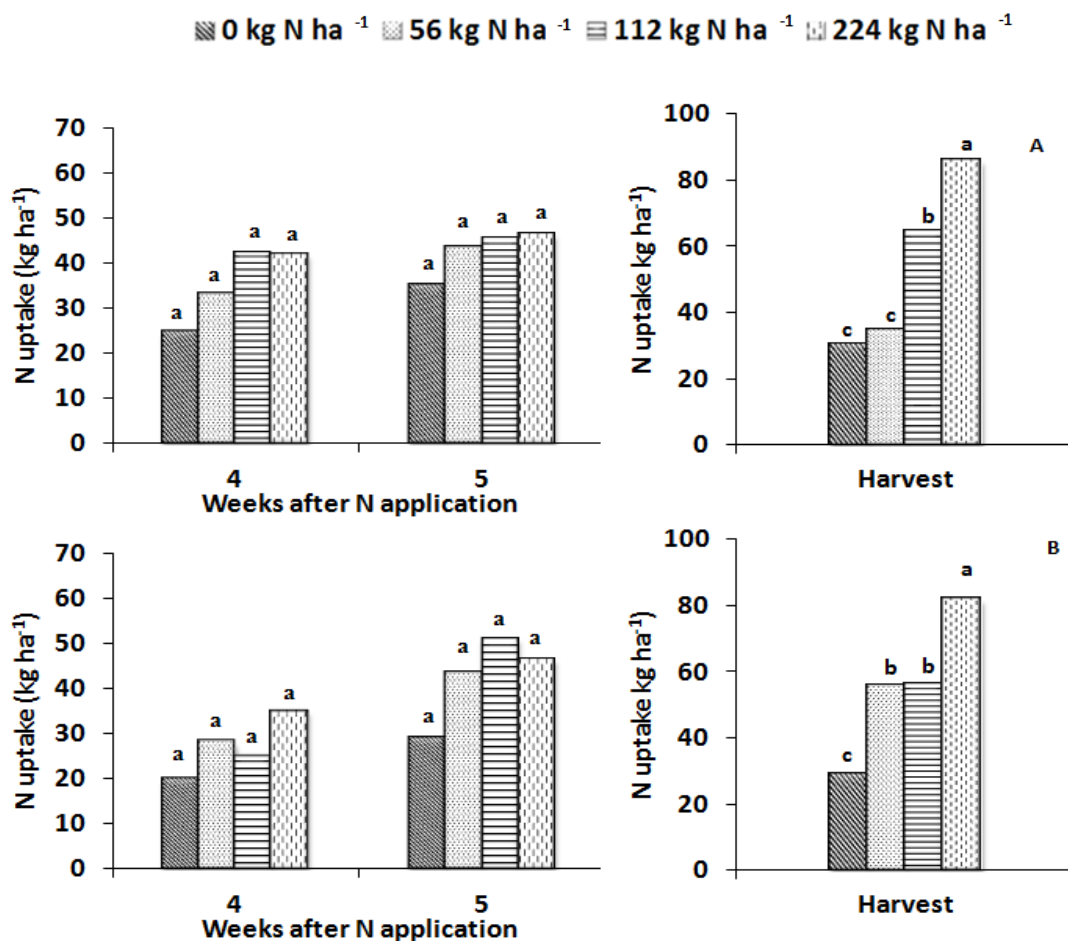 0 kg N ha -1 56 kg N ha -1 112 kg N ha -1 224 kg N ha -1
N uptake (kg ha-1)
70
60
50
40
30
20
10
0
a a a a
a a a a
4 5
Weeks after N application
N uptake kg ha-1
100
80
60
40
20
0
c c b a
A
Harvest
N uptake (kg ha-1)
70
60
50
40
30
20
10
0
a a a a
a a a a
4 5
Weeks after N application
N uptake kg ha-1
100
80
60
40
20
0
c b b a
B
Harvest